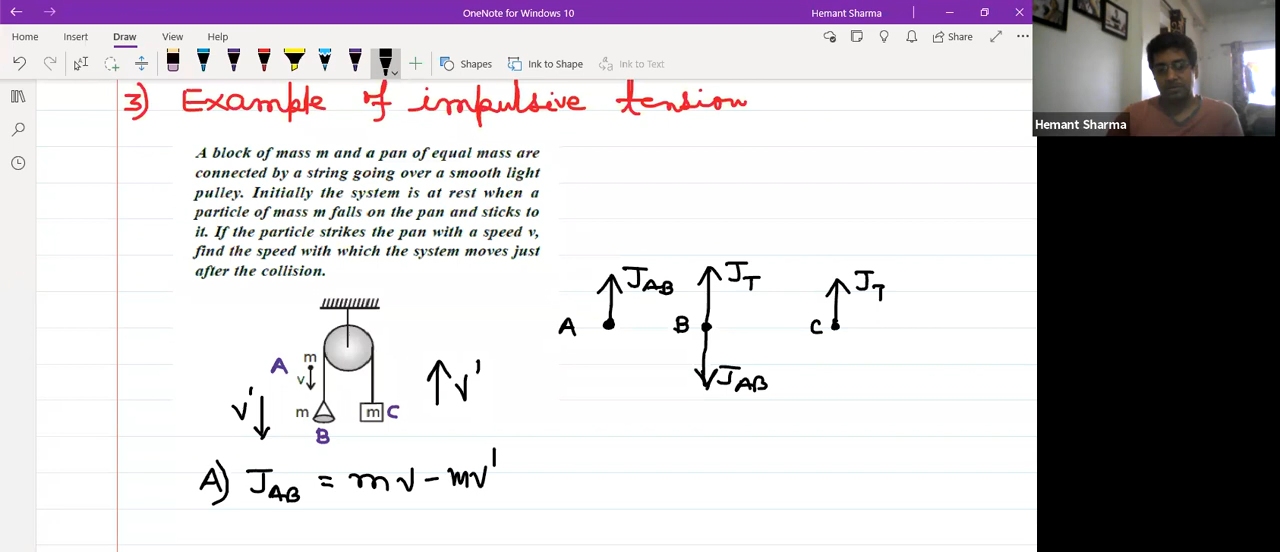 OneNote for Windows 10
Hemant Sharma
Home Insert Draw View Help
Share
Shapes Ink to Shape Ink to Text
3) Example of impulsive tension
A block of mass m and a pan of equal mass are
connected by a string going over a smooth light
pulley. Initially the system is at rest when a
particle of mass m falls on the pan and sticks to
it. If the particle strikes the pan with a speed v,
find the speed with which the system moves just
after the collision.
A m
v
m m C
B
v'
v'
A J_AB
B J_T
J_AB
C J_T
A) J_AB = mv - mv'
Hemant Sharma